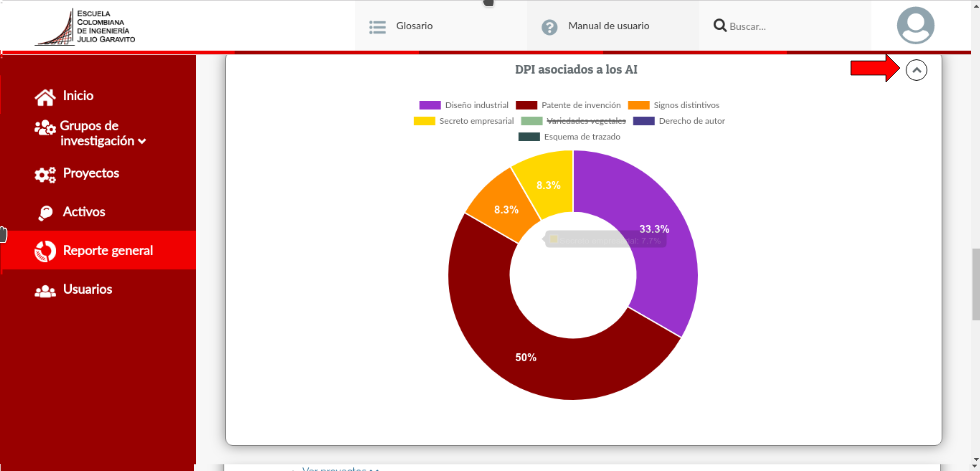 ESCUELA
COLOMBIANA
DE INGENIERÍA
JULIO GARAVITO
Glosario
Manual de usuario
Buscar...
Inicio
Grupos de
investigación
Proyectos
Activos
Reporte general
Usuarios
DPI asociados a los AI
Diseño industrial
Patente de invención
Signos distintivos
Secreto empresarial
Variedades vegetales
Derecho de autor
Esquema de trazado
8.3%
8.3%
33.3%
7.7%
50%
Ver proyectos